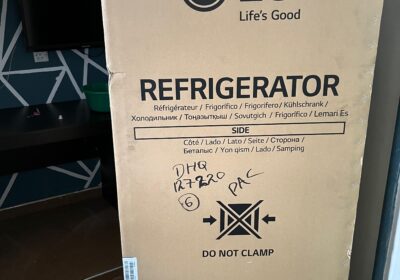 Life's Good
REFRIGERATOR
Réfrigérateur / Frigorífico / Frigorifero / Kühlschrank /
Холодильник / Тоңазытқыш / Sovutgich / Frigorífico / Lemari Es
SIDE
Côté / Lado / Lato / Seite / Сторона /
Беталыс / Yon qism / Lado / Samping
DHQ
127220
6
PAC
DO NOT CLAMP